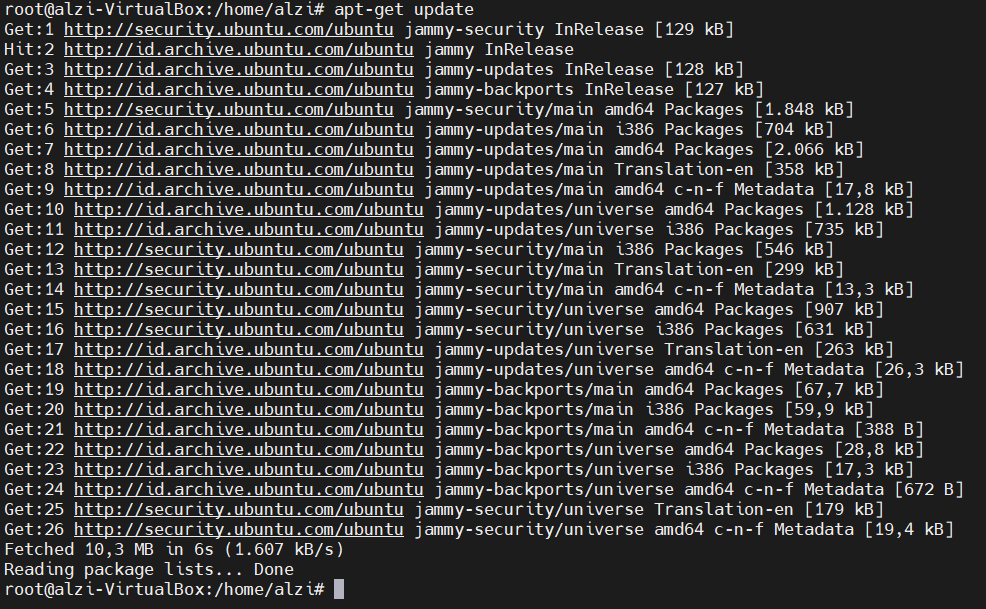 root@alzi-VirtualBox:/home/alzi# apt-get update
Get:1 http://security.ubuntu.com/ubuntu jammy-security InRelease [129 kB]
Hit:2 http://id.archive.ubuntu.com/ubuntu jammy InRelease
Get:3 http://id.archive.ubuntu.com/ubuntu jammy-updates InRelease [128 kB]
Get:4 http://id.archive.ubuntu.com/ubuntu jammy-backports InRelease [127 kB]
Get:5 http://security.ubuntu.com/ubuntu jammy-security/main amd64 Packages [1.848 kB]
Get:6 http://id.archive.ubuntu.com/ubuntu jammy-updates/main i386 Packages [704 kB]
Get:7 http://id.archive.ubuntu.com/ubuntu jammy-updates/main amd64 Packages [2.066 kB]
Get:8 http://id.archive.ubuntu.com/ubuntu jammy-updates/main Translation-en [358 kB]
Get:9 http://id.archive.ubuntu.com/ubuntu jammy-updates/main amd64 c-n-f Metadata [17,8 kB]
Get:10 http://id.archive.ubuntu.com/ubuntu jammy-updates/universe amd64 Packages [1.128 kB]
Get:11 http://id.archive.ubuntu.com/ubuntu jammy-updates/universe i386 Packages [735 kB]
Get:12 http://security.ubuntu.com/ubuntu jammy-security/main i386 Packages [546 kB]
Get:13 http://security.ubuntu.com/ubuntu jammy-security/main Translation-en [299 kB]
Get:14 http://security.ubuntu.com/ubuntu jammy-security/main amd64 c-n-f Metadata [13,3 kB]
Get:15 http://security.ubuntu.com/ubuntu jammy-security/universe amd64 Packages [907 kB]
Get:16 http://security.ubuntu.com/ubuntu jammy-security/universe i386 Packages [631 kB]
Get:17 http://id.archive.ubuntu.com/ubuntu jammy-updates/universe Translation-en [263 kB]
Get:18 http://id.archive.ubuntu.com/ubuntu jammy-updates/universe amd64 c-n-f Metadata [26,3 kB]
Get:19 http://id.archive.ubuntu.com/ubuntu jammy-backports/main amd64 Packages [67,7 kB]
Get:20 http://id.archive.ubuntu.com/ubuntu jammy-backports/main i386 Packages [59,9 kB]
Get:21 http://id.archive.ubuntu.com/ubuntu jammy-backports/main amd64 c-n-f Metadata [388 B]
Get:22 http://id.archive.ubuntu.com/ubuntu jammy-backports/universe amd64 Packages [28,8 kB]
Get:23 http://id.archive.ubuntu.com/ubuntu jammy-backports/universe i386 Packages [17,3 kB]
Get:24 http://id.archive.ubuntu.com/ubuntu jammy-backports/universe amd64 c-n-f Metadata [672 B]
Get:25 http://security.ubuntu.com/ubuntu jammy-security/universe Translation-en [179 kB]
Get:26 http://security.ubuntu.com/ubuntu jammy-security/universe amd64 c-n-f Metadata [19,4 kB]
Fetched 10,3 MB in 6s (1.607 kB/s)
Reading package lists... Done
root@alzi-VirtualBox:/home/alzi#